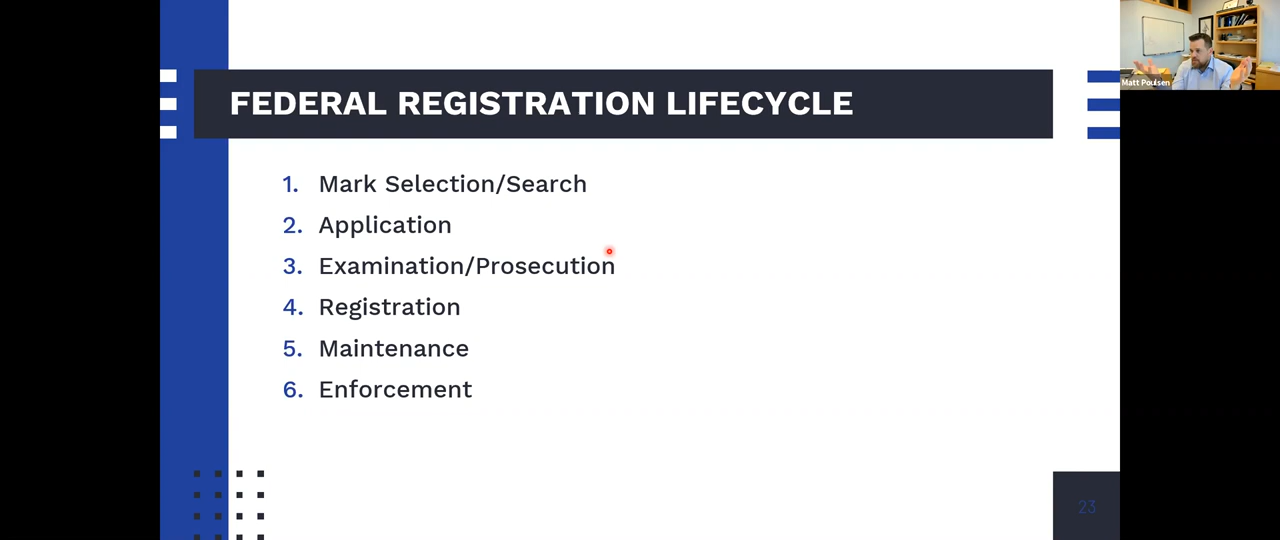 FEDERAL REGISTRATION LIFECYCLE
1. Mark Selection/Search
2. Application
3. Examination/Prosecution
4. Registration
5. Maintenance
6. Enforcement
23
Matt Poulsen